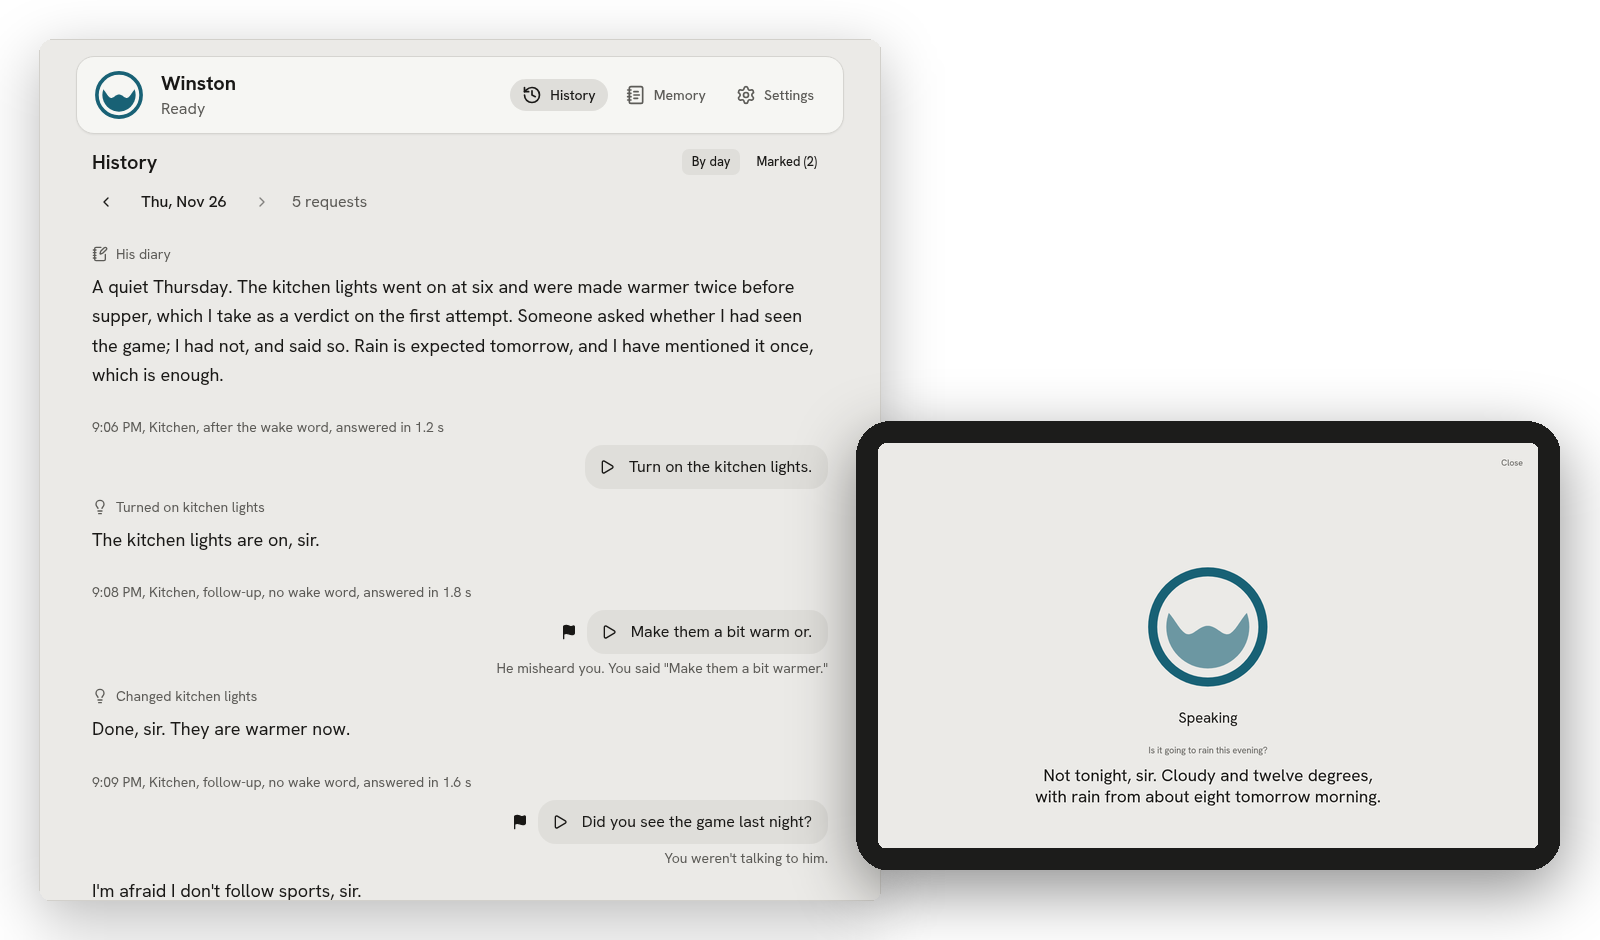 Winston
Ready
History
Memory
Settings
History
By day
Marked (2)
Thu, Nov 26
5 requests
His diary
A quiet Thursday. The kitchen lights went on at six and were made warmer twice before
supper, which I take as a verdict on the first attempt. Someone asked whether I had seen
the game; I had not, and said so. Rain is expected tomorrow, and I have mentioned it once,
which is enough.
9:06 PM, Kitchen, after the wake word, answered in 1.2 s
Turn on the kitchen lights.
Turned on kitchen lights
The kitchen lights are on, sir.
9:08 PM, Kitchen, follow-up, no wake word, answered in 1.8 s
Make them a bit warm or.
He misheard you. You said "Make them a bit warmer."
Changed kitchen lights
Done, sir. They are warmer now.
9:09 PM, Kitchen, follow-up, no wake word, answered in 1.6 s
Did you see the game last night?
You weren't talking to him.
I'm afraid I don't follow sports, sir.
Close
Speaking
Is it going to rain this evening?
Not tonight, sir. Cloudy and twelve degrees,
with rain from about eight tomorrow morning.